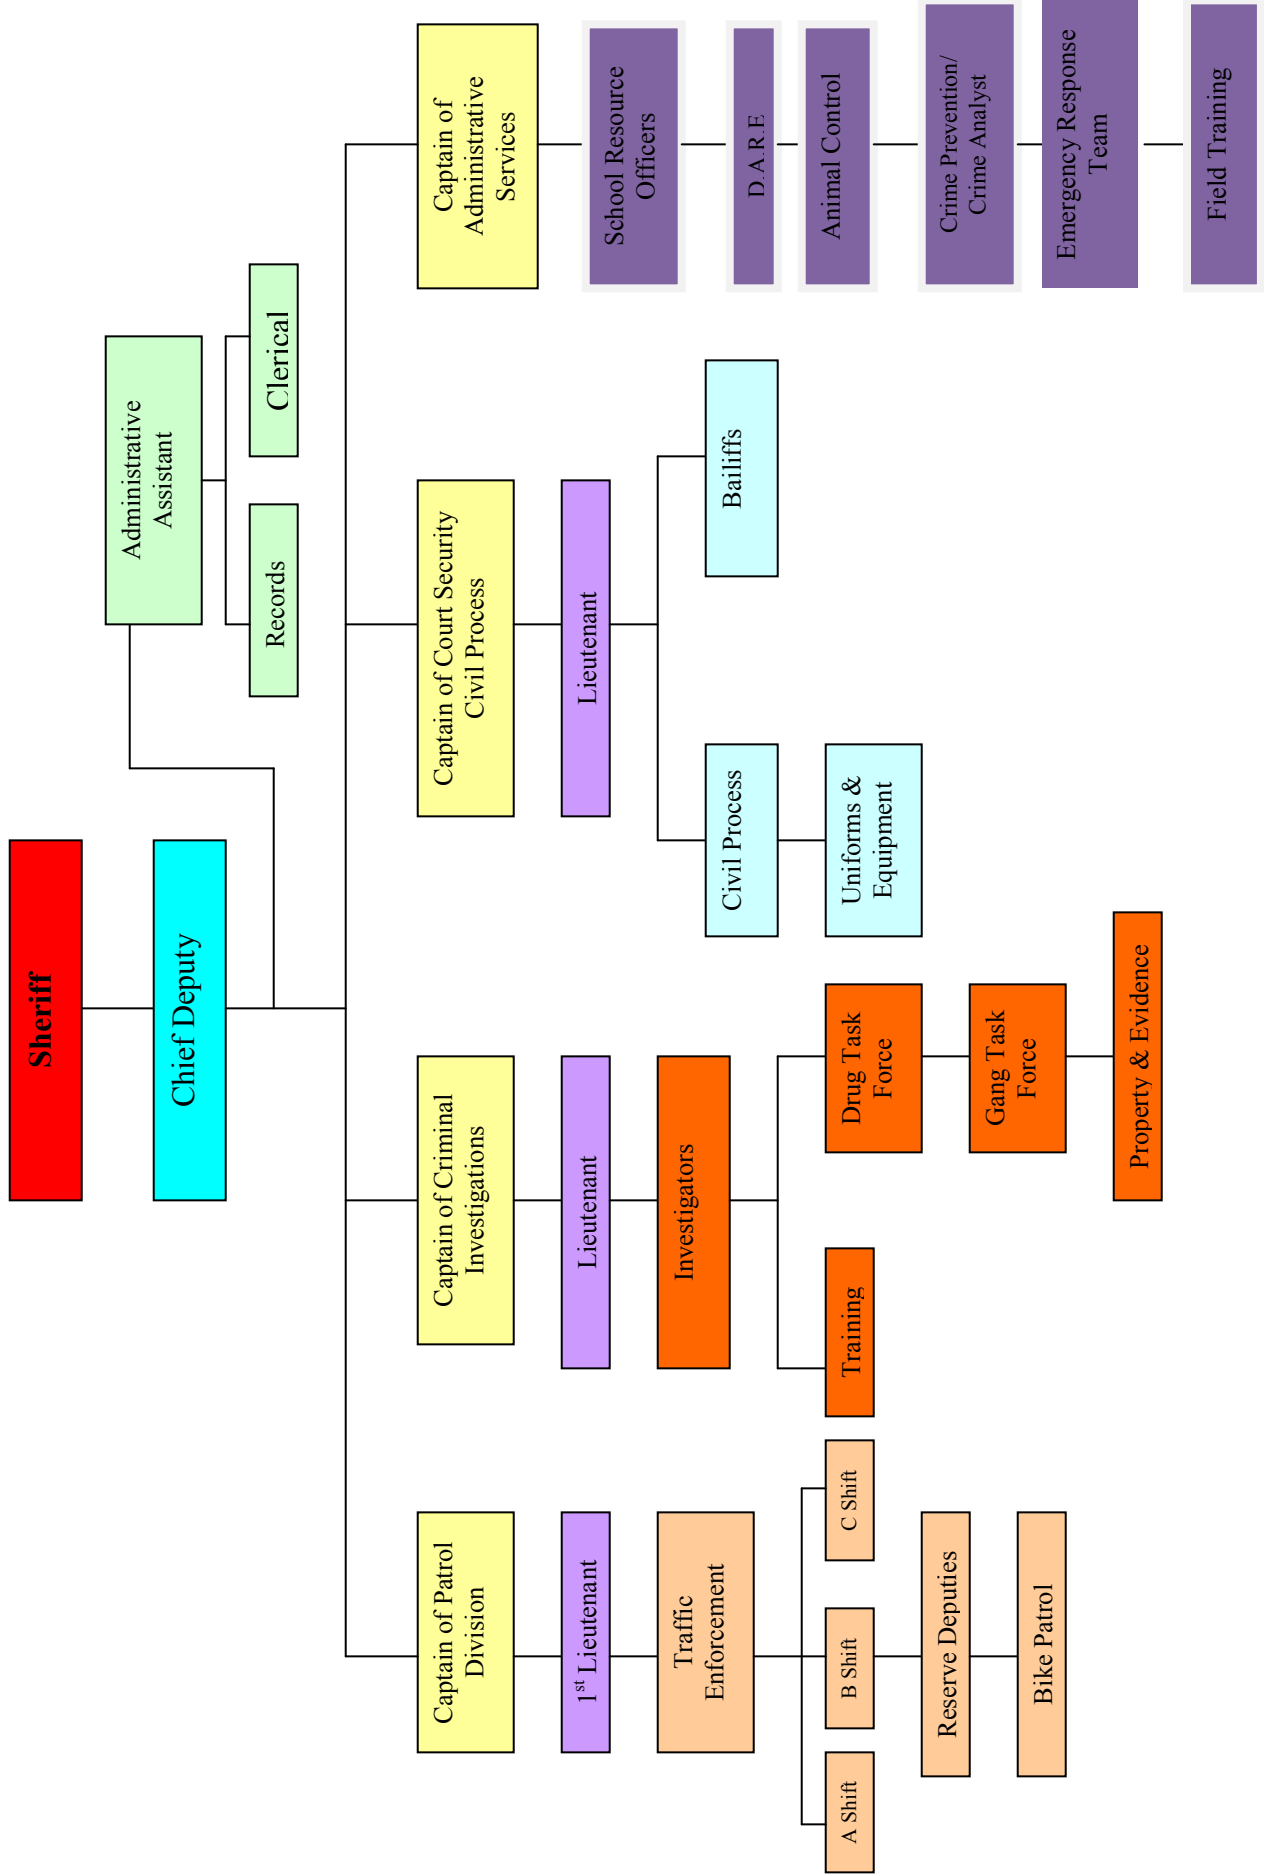 Sheriff
Chief Deputy
Administrative
Assistant
Records
Clerical
Captain of Patrol
Division
Captain of Criminal
Investigations
Captain of Court Security
Civil Process
Captain of
Administrative
Services
1st Lieutenant
Lieutenant
Lieutenant
School Resource
Officers
Traffic
Enforcement
Investigators
Civil Process
Bailiffs
D.A.R.E
A Shift
B Shift
C Shift
Training
Drug Task
Force
Uniforms &
Equipment
Animal Control
Reserve Deputies
Gang Task
Force
Crime Prevention/
Crime Analyst
Bike Patrol
Property & Evidence
Emergency Response
Team
Field Training